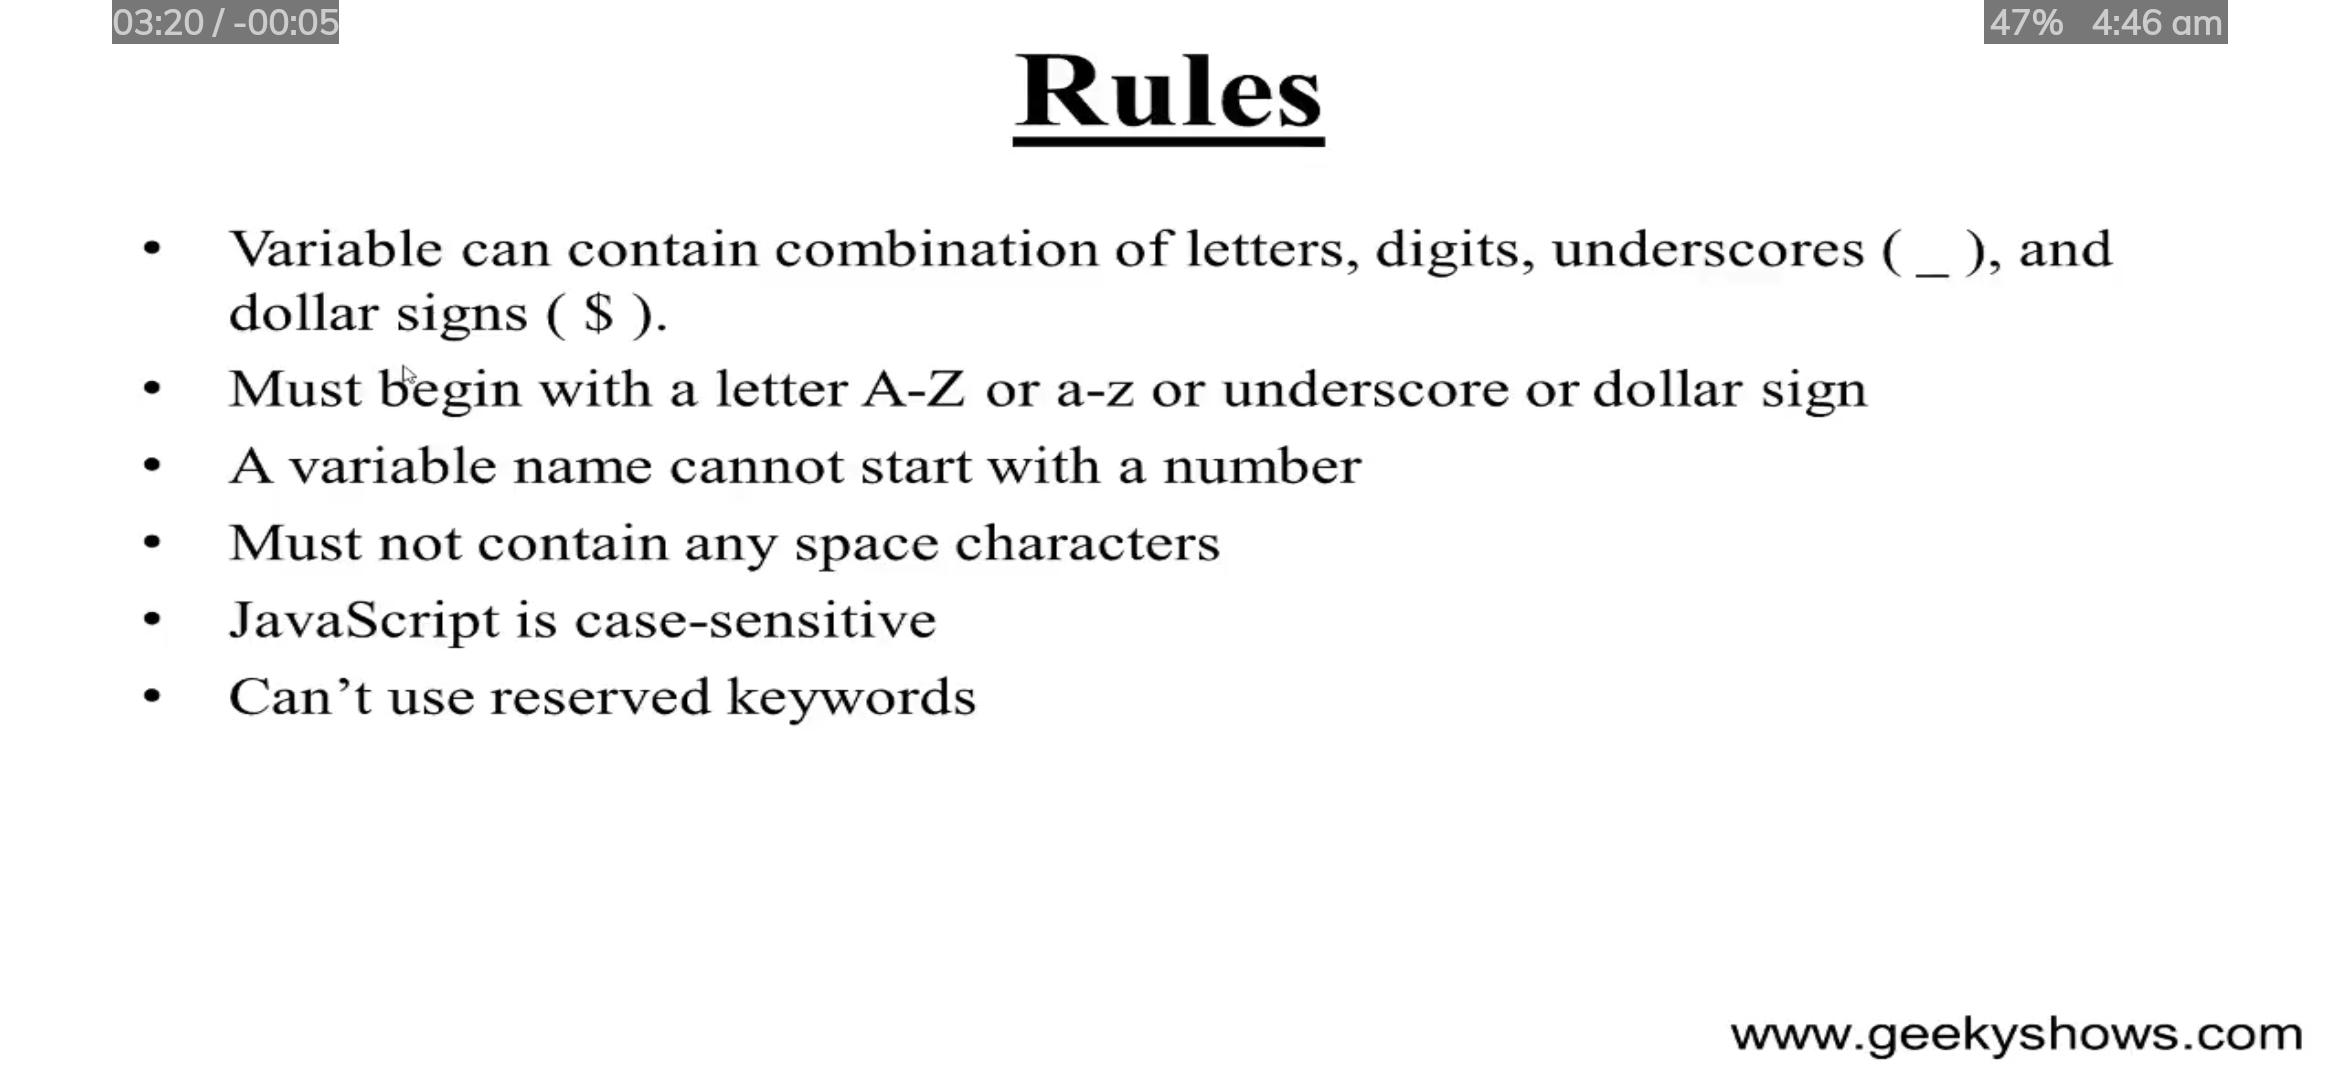 03:20 / -00:05
47% 4:46 am
Rules
• Variable can contain combination of letters, digits, underscores ( _ ), and
dollar signs ( $ ).
• Must begin with a letter A-Z or a-z or underscore or dollar sign
• A variable name cannot start with a number
• Must not contain any space characters
• JavaScript is case-sensitive
• Can’t use reserved keywords
www.geekyshows.com